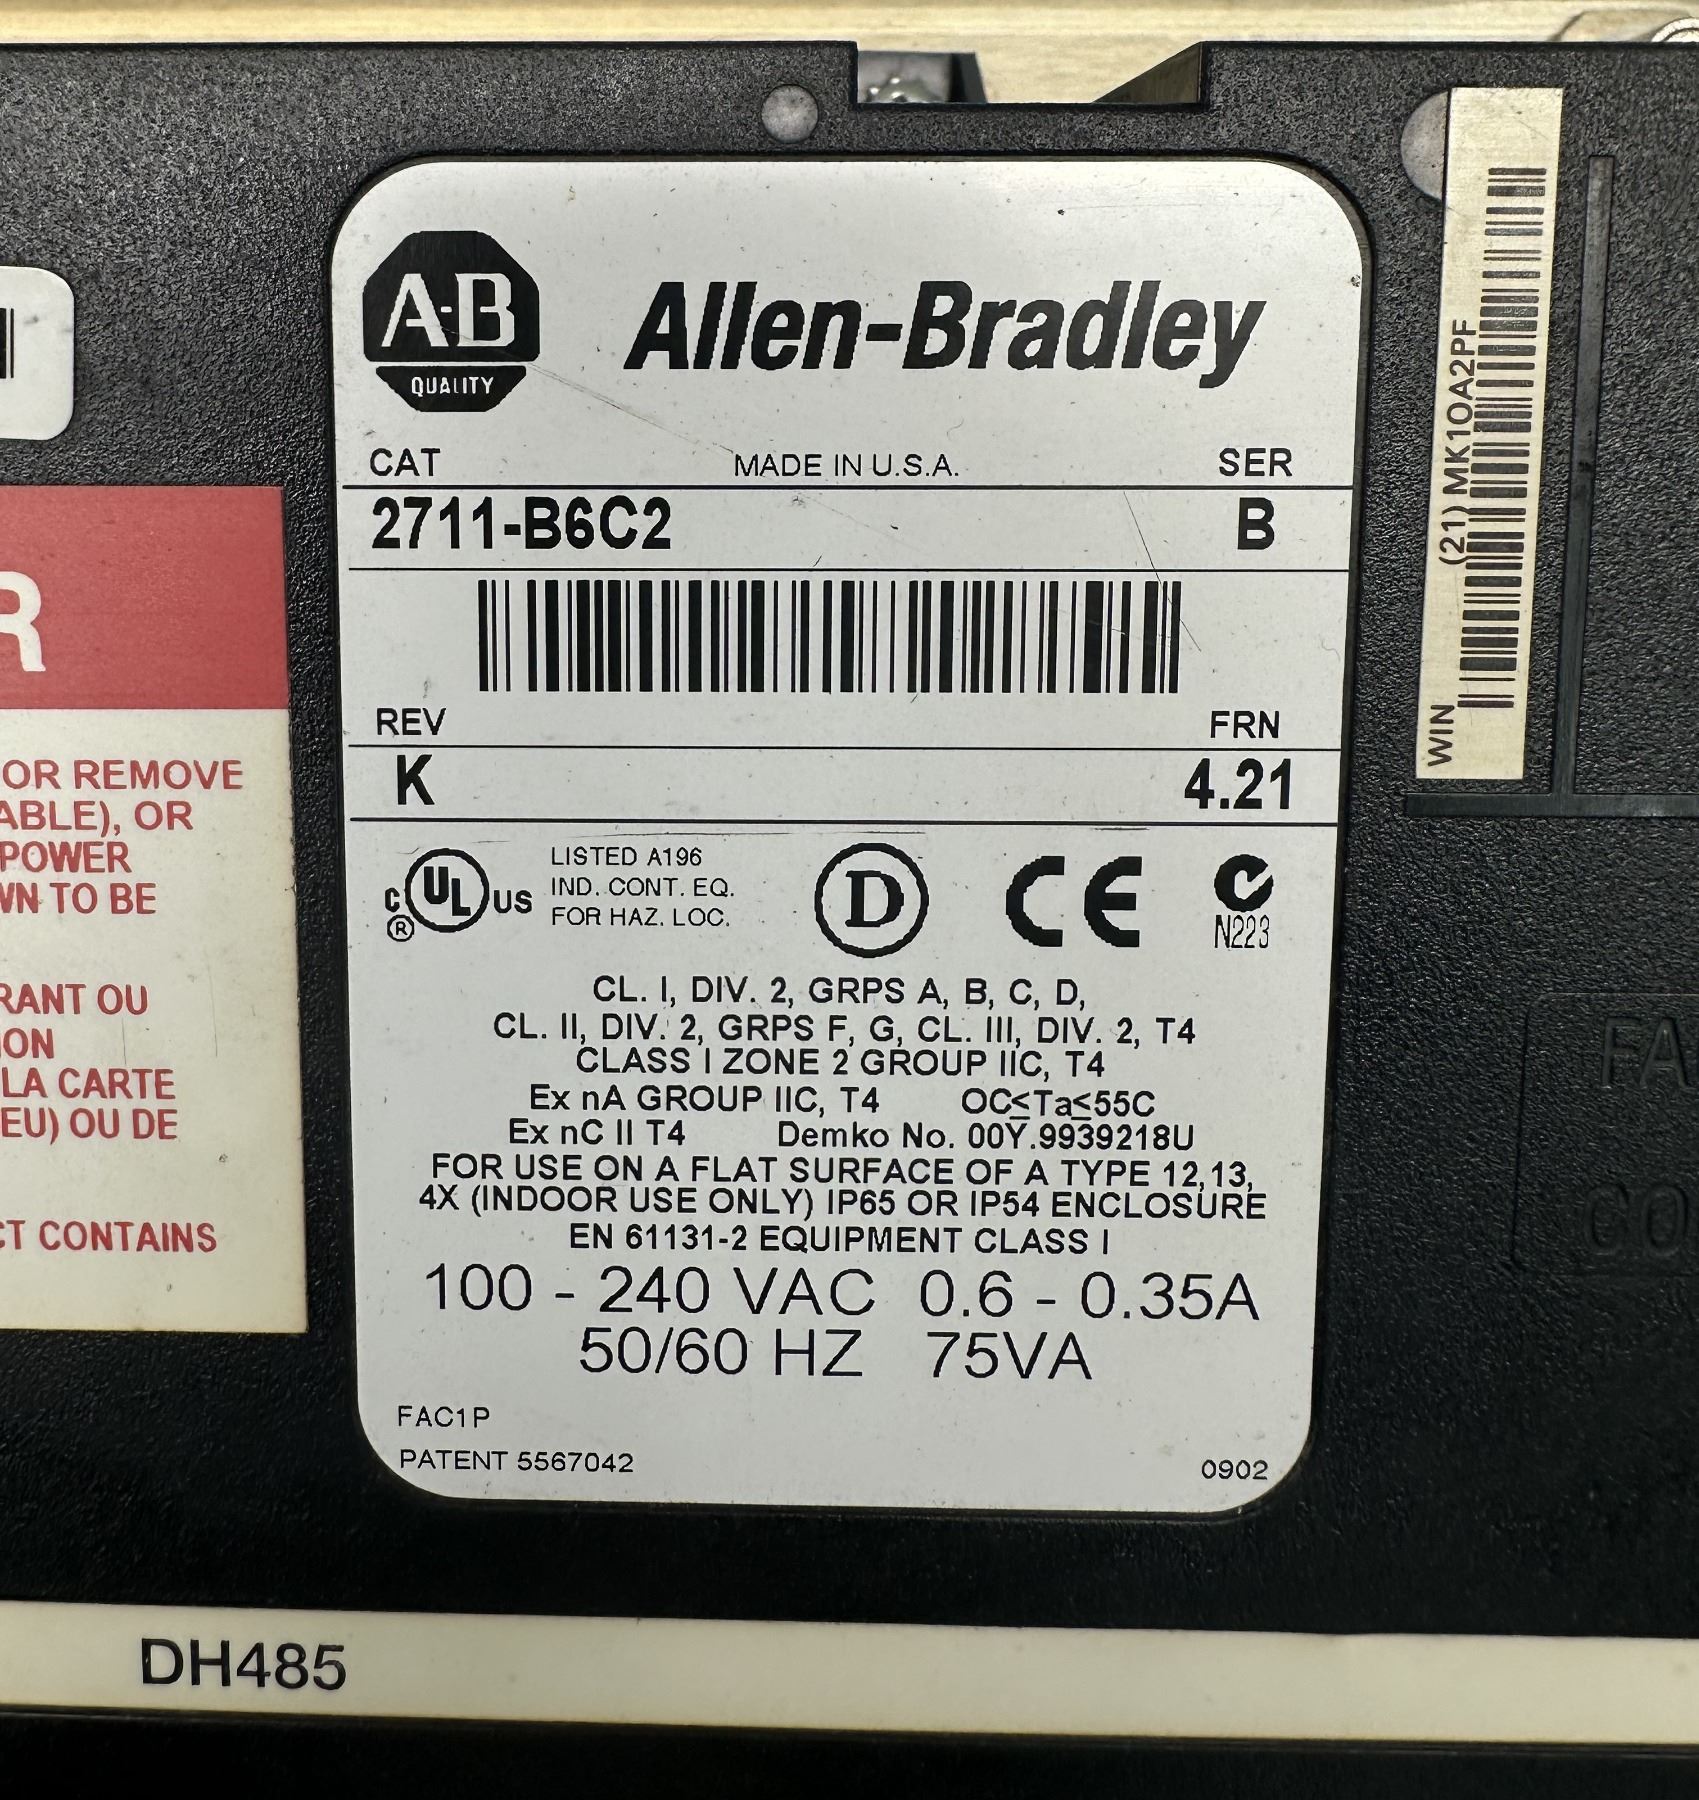 A-B
QUALITY
Allen-Bradley
CAT MADE IN U.S.A. SER
2711-B6C2 B
REV FRN
K 4.21
C UL US ®
LISTED A196
IND. CONT. EQ.
FOR HAZ. LOC.
D CE
N223
CL. I, DIV. 2, GRPS A, B, C, D,
CL. II, DIV. 2, GRPS F, G, CL. III, DIV. 2, T4
CLASS I ZONE 2 GROUP IIC, T4
Ex nA GROUP IIC, T4 OC≤Ta≤55C
Ex nC II T4 Demko No. 00Y.9939218U
FOR USE ON A FLAT SURFACE OF A TYPE 12,13,
4X (INDOOR USE ONLY) IP65 OR IP54 ENCLOSURE
EN 61131-2 EQUIPMENT CLASS I
100 - 240 VAC 0.6 - 0.35A
50/60 HZ 75VA
FAC1P
PATENT 5567042 0902
WIN (21) MK10A2PF
R
OR REMOVE
ABLE), OR
POWER
WN TO BE
RANT OU
ION
LA CARTE
EU) OU DE
CT CONTAINS
FA
CO
DH485